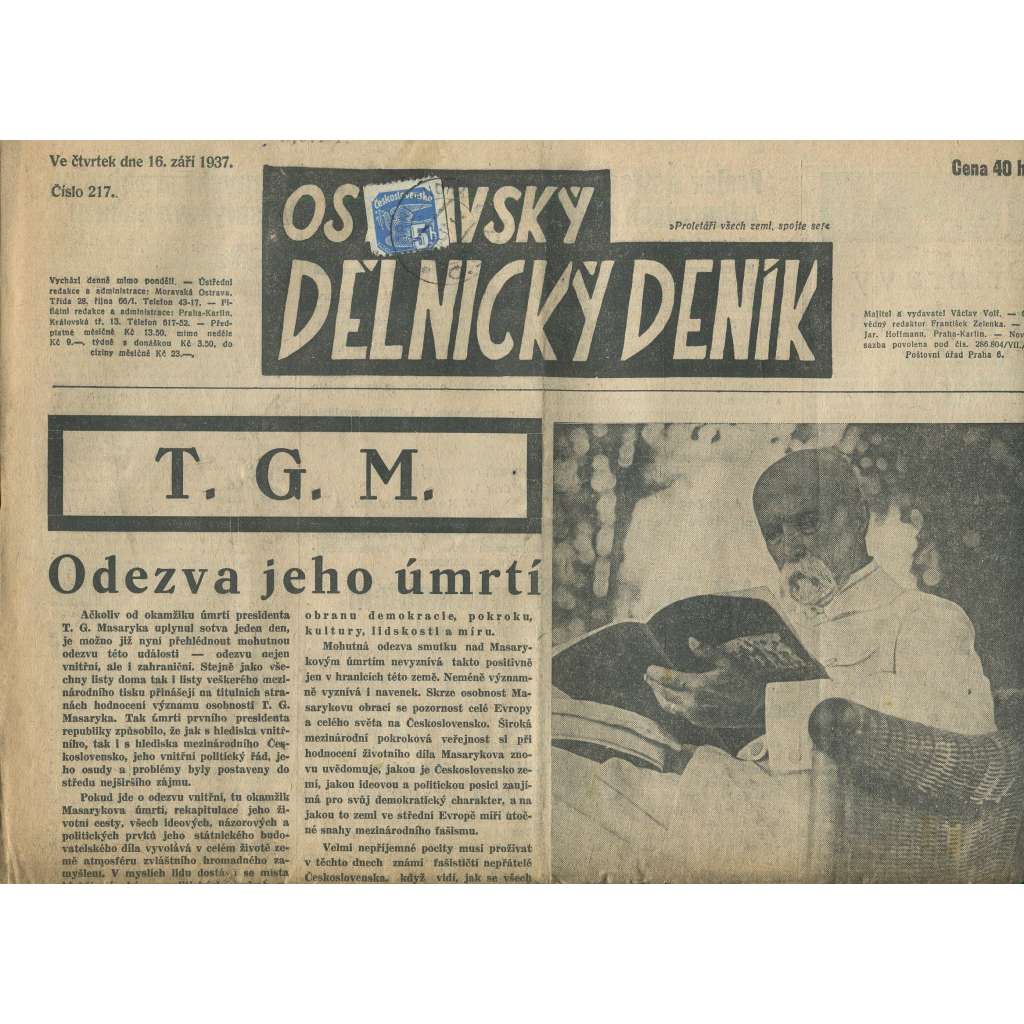 Ve čtvrtek dne 16. září 1937.
Číslo 217.
Cena 40 h
OS VSKÝ
DĚLNICKÝ DENÍK
Československo
5
»Proletáři všech zemí, spojte se!«
Vychází denně mimo pondělí. — Ústřední
redakce a administrace: Moravská Ostrava,
Třída 28. října 66/I. Telefon 43-17. — Fi-
liální redakce a administrace: Praha-Karlín,
Královská tř. 13. Telefon 617-52. — Před-
platné měsíčně Kč 13.50, mimo neděle
Kč 9.—, týdně s donáškou Kč 3.50, do
ciziny měsíčně Kč 23.—,
Majitel a vydavatel Václav Volf. —
vědný redaktor František Zelenka. —
Jar. Hoffmann, Praha-Karlín. — Nov
sazba povolena pod čís. 286.804/VII.
Poštovní úřad Praha 6.
T. G. M.
Odezva jeho úmrtí
Ačkoliv od okamžiku úmrtí presidenta
T. G. Masaryka uplynul sotva jeden den,
je možno již nyní přehlédnout mohutnou
odezvu této události — odezvu nejen
vnitřní, ale i zahraniční. Stejně jako vše-
chny listy doma tak i listy veškerého mezi-
národního tisku přinášejí na titulních stra-
nách hodnocení významu osobnosti T. G.
Masaryka. Tak úmrtí prvního presidenta
republiky způsobilo, že jak s hlediska vnitř-
ního, tak i s hlediska mezinárodního Čes-
koslovensko, jeho vnitřní politický řád, je-
jeho osudy a problémy byly postaveny do
středu nejširšího zájmu.
Pokud jde o odezvu vnitřní, tu okamžik
Masarykova úmrtí, rekapitulace jeho ži-
votní cesty, všech ideových, názorových a
politických prvků jeho státnického budo-
vatelského díla vyvolává v celém životě ze-
mě atmosféru zvláštního hromadného za-
myšlení. V myslích lidu dostává se místa
obranu demokracie, pokroku,
kultury, lidskosti a míru.
Mohutná odezva smutku nad Masary-
kovým úmrtím nevyznívá takto positivně
jen v hranicích této země. Neméně význam-
ně vyznívá i navenek. Skrze osobnost Ma-
sarykovu obrací se pozornost celé Evropy
a celého světa na Československo. Široká
mezinárodní pokroková veřejnost si při
hodnocení životního díla Masarykova zno-
vu uvědomuje, jakou je Československo ze-
mí, jakou ideovou a politickou posici zaují-
má pro svůj demokratický charakter, a na
jakou to zemi ve střední Evropě míří útoč-
né snahy mezinárodního fašismu.
Velmi nepříjemné pocity musí prožívat
v těchto dnech známí fašističtí nepřátelé
Československa, když vidí, jak se všech